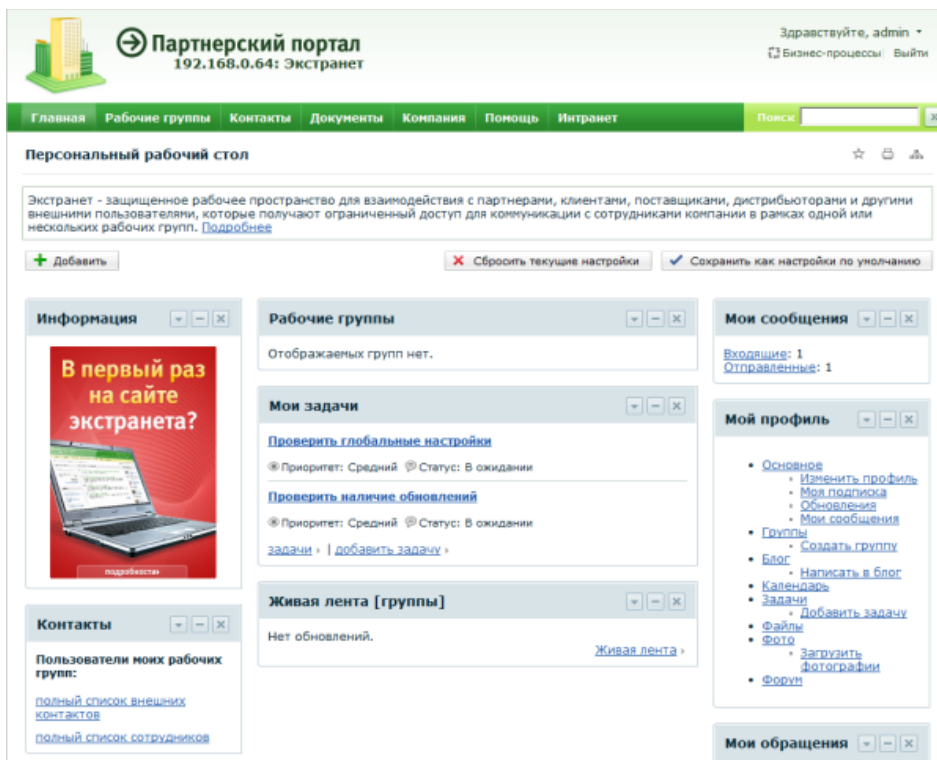 Партнерский портал
192.168.0.64: Экстранет
Здравствуйте, admin
Бизнес-процессы Выйти
Главная Рабочие группы Контакты Документы Компания Помощь Интранет
Поиск
Персональный рабочий стол
Экстранет - защищенное рабочее пространство для взаимодействия с партнерами, клиентами, поставщиками, дистрибьюторами и другими
внешними пользователями, которые получают ограниченный доступ для коммуникации с сотрудниками компании в рамках одной или
нескольких рабочих групп. Подробнее
Добавить
Сбросить текущие настройки
Сохранить как настройки по умолчанию
Информация
В первый раз
на сайте
экстранета?
подробности
Контакты
Пользователи моих рабочих
групп:
полный список внешних
контактов
полный список сотрудников
Рабочие группы
Отображаемых групп нет.
Мои задачи
Проверить глобальные настройки
Приоритет: Средний Статус: В ожидании
Проверить наличие обновлений
Приоритет: Средний Статус: В ожидании
задачи | добавить задачу
Живая лента [группы]
Нет обновлений.
Живая лента
Мои сообщения
Входящие: 1
Отправленные: 1
Мой профиль
Основное
Изменить профиль
Моя подписка
Обновления
Мои сообщения
Группы
Создать группу
Блог
Написать в блог
Календарь
Задачи
Добавить задачу
Файлы
Фото
Загрузить
фотографии
Форум
Мои обращения